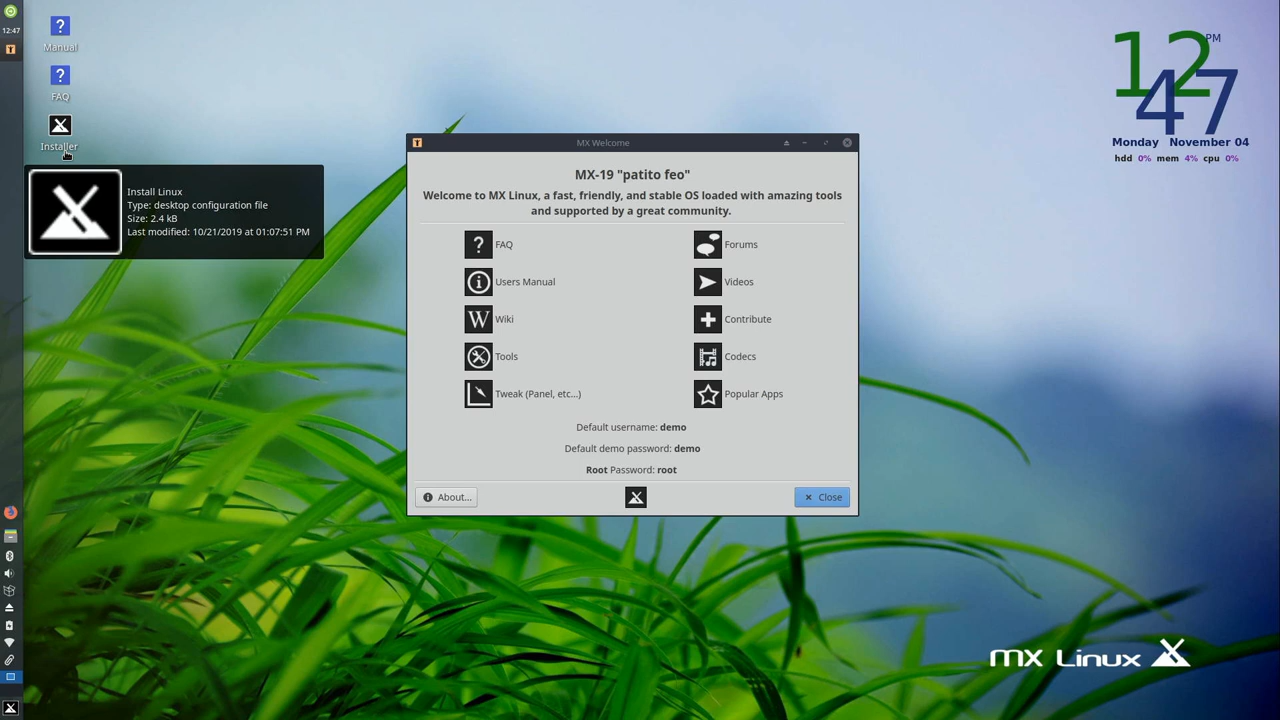 12:47
Manual
FAQ
Installer
Install Linux
Type: desktop configuration file
Size: 2.4 kB
Last modified: 10/21/2019 at 01:07:51 PM
MX Welcome
MX-19 "patito feo"
Welcome to MX Linux, a fast, friendly, and stable OS loaded with amazing tools
and supported by a great community.
FAQ
Forums
Users Manual
Videos
Wiki
Contribute
Tools
Codecs
Tweak (Panel, etc...)
Popular Apps
Default username: demo
Default demo password: demo
Root Password: root
About...
Close
12 PM
47
Monday November 04
hdd 0% mem 4% cpu 0%
mx Linux